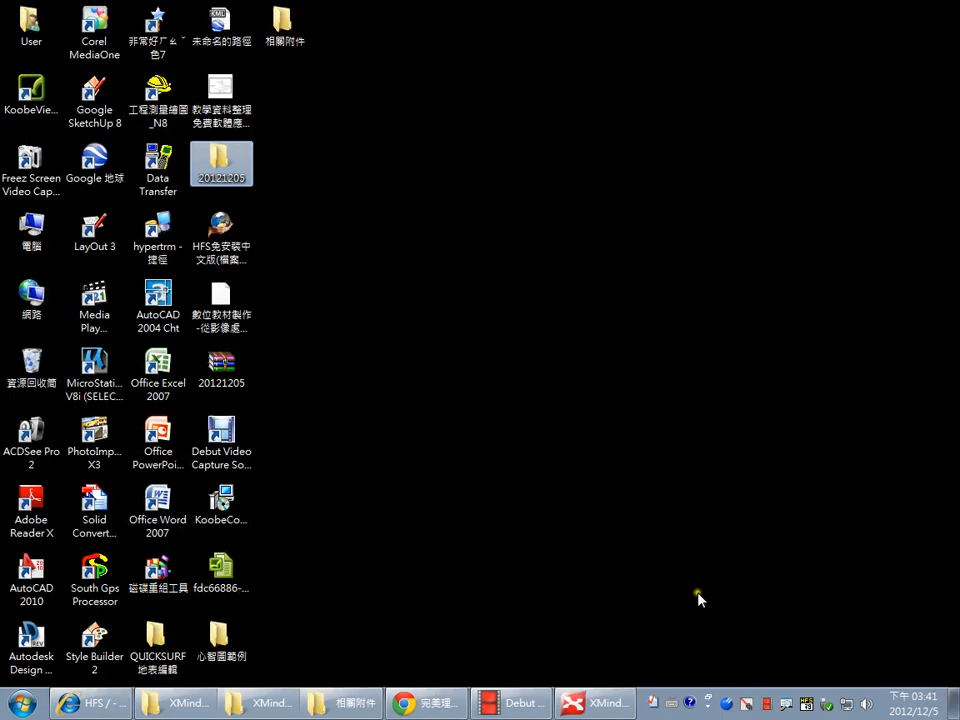 User
Corel
MediaOne
非常好ㄏㄠˇ
色7
未命名的路徑
相關附件
KoobeVie...
Google
SketchUp 8
工程測量繪圖
_N8
教學資料整理
免費軟體應...
Freez Screen
Video Cap...
Google 地球
Data
Transfer
20121205
電腦
LayOut 3
hypertrm -
捷徑
HFS免安裝中
文版(檔案...
網路
Media
Play...
AutoCAD
2004 Cht
數位教材製作
-從影像處...
資源回收筒
MicroStati...
V8i (SELEC...
Office Excel
2007
20121205
ACDSee Pro
2
PhotoImp...
X3
Office
PowerPoi...
Debut Video
Capture So...
Adobe
Reader X
Solid
Convert...
Office Word
2007
KoobeCo...
AutoCAD
2010
South Gps
Processor
磁碟重組工具
fdc66886-...
Autodesk
Design ...
Style Builder
2
QUICKSURF
地表編輯
心智圖範例
HFS / - ...
XMind...
XMind...
相關附件
完美理...
Debut ...
XMind...
下午 03:41
2012/12/5